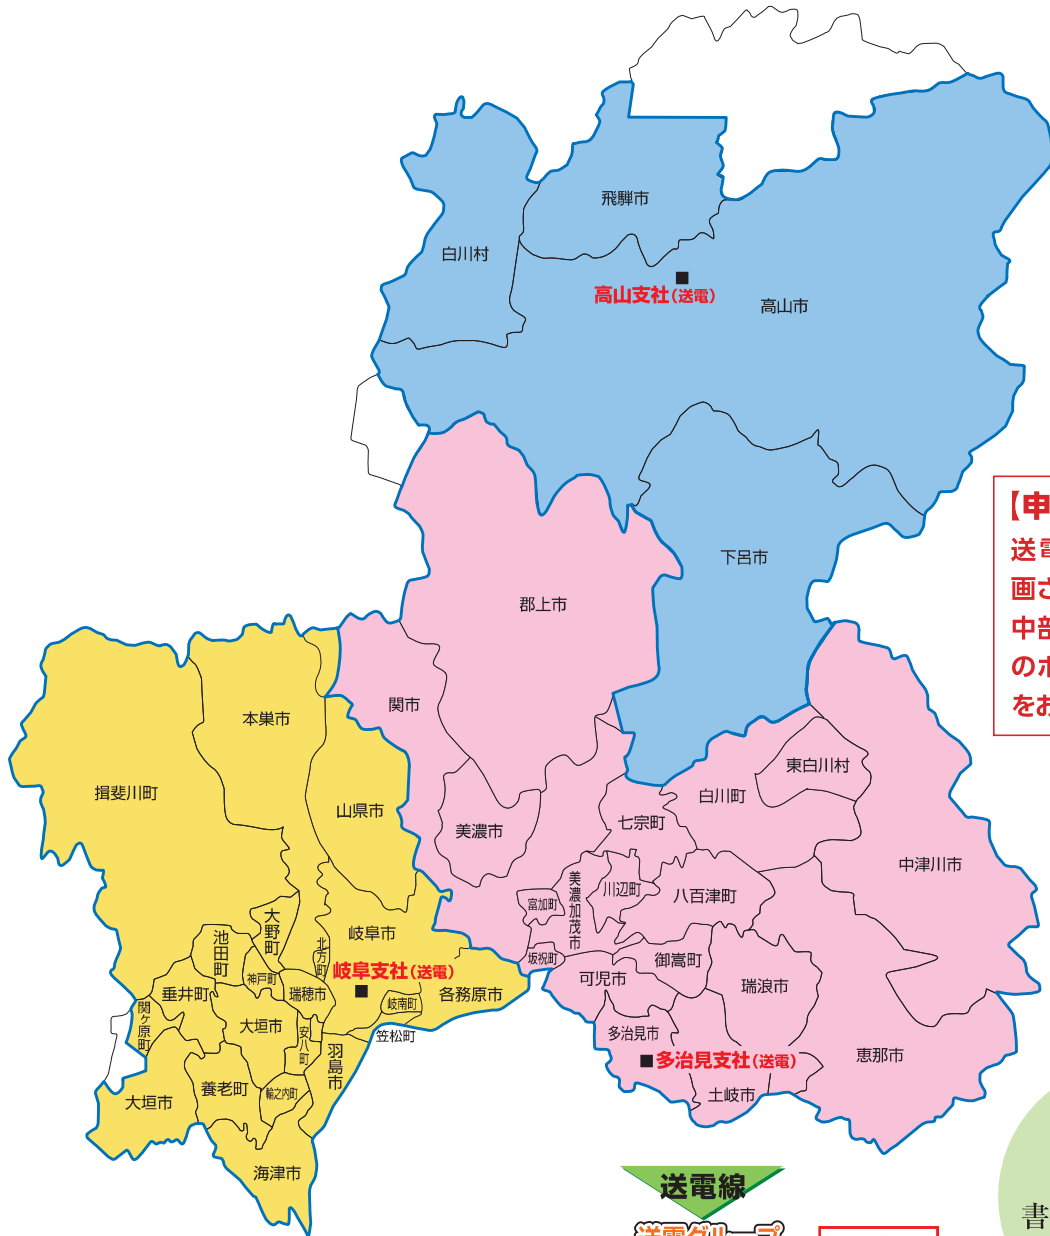 飛騨市
白川村
高山支社(送電)
高山市
【申
送電
画さ
中部
のボ
をお
下呂市
郡上市
関市
本巣市
揖斐川町
山県市
美濃市
東白川村
白川町
七宗町
中津川市
川辺町
八百津町
美濃加茂市
富加町
大野町
池田町
岐阜市
北方町
坂祝町
御嵩町
可児市
岐阜支社(送電)
神戸町
垂井町
瑞穂市
各務原市
瑞浪市
岐南町
関ヶ原町
大垣市
安八町
笠松町
多治見市
羽島市
恵那市
多治見支社(送電)
養老町
輪之内町
土岐市
大垣市
海津市
送電線
送電グループ
書